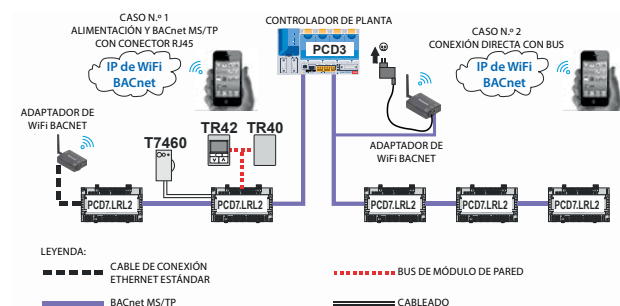 CASO N.º 1
ALIMENTACIÓN Y BACnet MS/TP
CON CONECTOR RJ45
CONTROLADOR DE PLANTA
PCD3
CASO N.º 2
CONEXIÓN DIRECTA CON BUS
IP de WiFi
BACnet
IP de WiFi
BACnet
ADAPTADOR DE
WiFi BACNET
T7460
TR42
TR40
ADAPTADOR DE
WiFi BACNET
PCD7.LRL2
PCD7.LRL2
PCD7.LRL2
PCD7.LRL2
PCD7.LRL2
LEYENDA:
CABLE DE CONEXIÓN
ETHERNET ESTÁNDAR
BUS DE MÓDULO DE PARED
BACnet MS/TP
CABLEADO